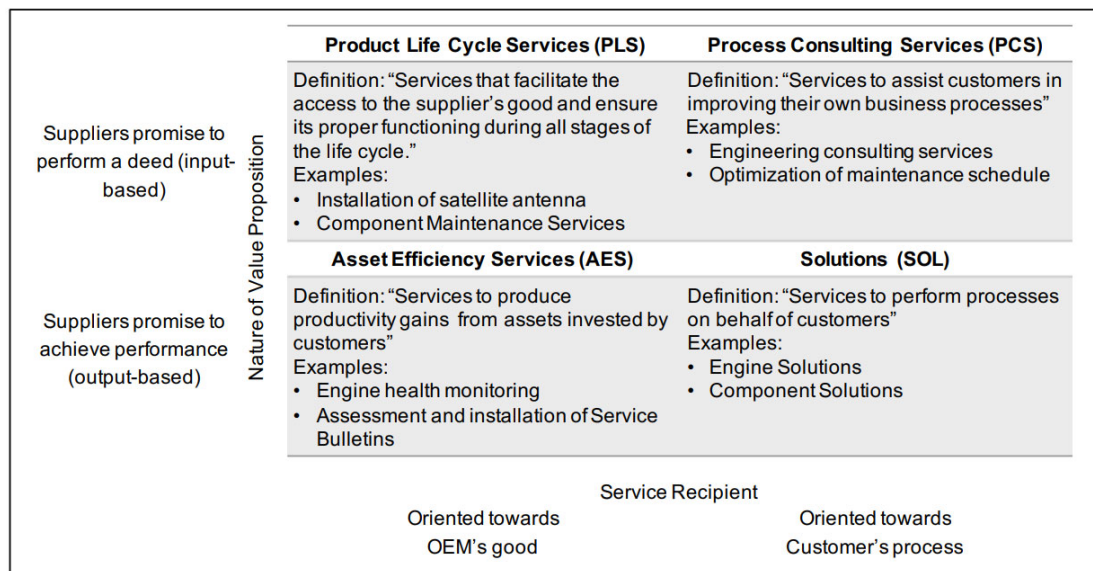 Product Life Cycle Services (PLS)
Process Consulting Services (PCS)
Suppliers promise to
perform a deed (input-
based)
Nature of Value Proposition
Definition: “Services that facilitate the
access to the supplier’s good and ensure
its proper functioning during all stages of
the life cycle.”
Examples:
• Installation of satellite antenna
• Component Maintenance Services
Definition: “Services to assist customers in
improving their own business processes”
Examples:
• Engineering consulting services
• Optimization of maintenance schedule
Asset Efficiency Services (AES)
Solutions (SOL)
Suppliers promise to
achieve performance
(output-based)
Definition: “Services to produce
productivity gains from assets invested by
customers”
Examples:
• Engine health monitoring
• Assessment and installation of Service
Bulletins
Definition: “Services to perform processes
on behalf of customers”
Examples:
• Engine Solutions
• Component Solutions
Service Recipient
Oriented towards
OEM’s good
Oriented towards
Customer’s process